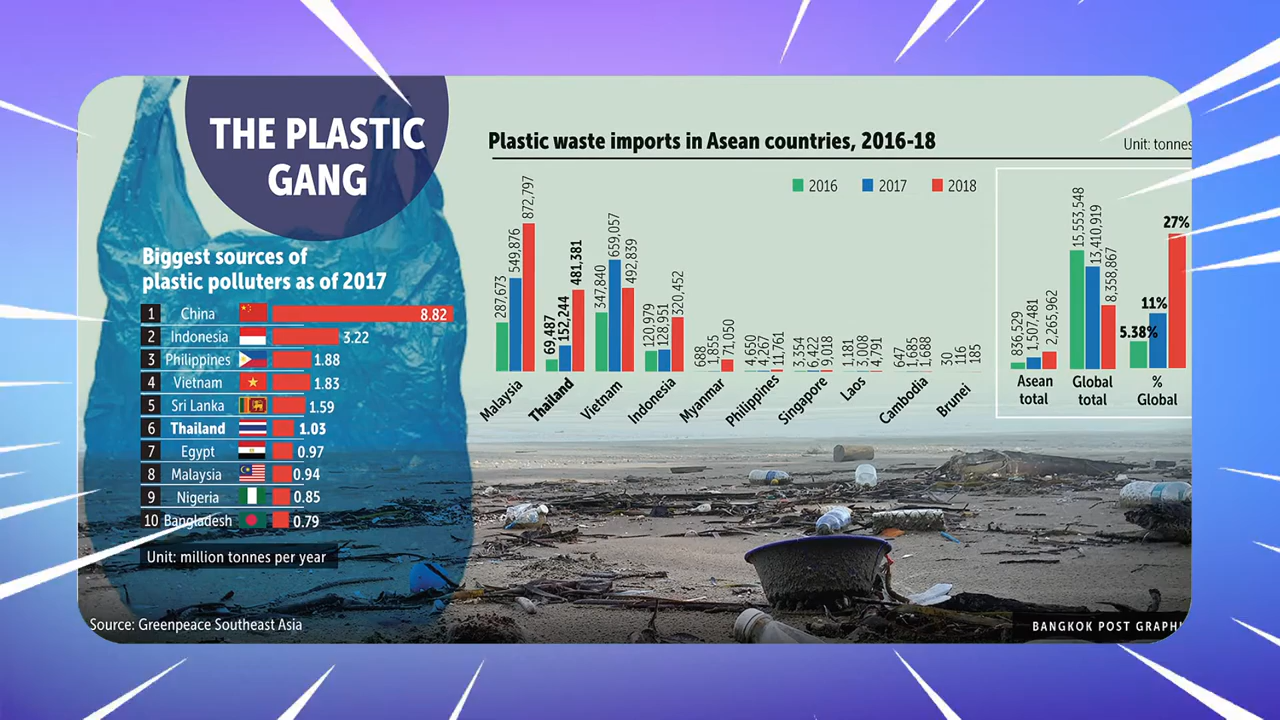 THE PLASTIC
GANG
Biggest sources of
plastic polluters as of 2017
1 China 8.82
2 Indonesia 3.22
3 Philippines 1.88
4 Vietnam 1.83
5 Sri Lanka 1.59
6 Thailand 1.03
7 Egypt 0.97
8 Malaysia 0.94
9 Nigeria 0.85
10 Bangladesh 0.79
Unit: million tonnes per year
Source: Greenpeace Southeast Asia
Plastic waste imports in Asean countries, 2016-18
Unit: tonnes
2016 2017 2018
287,673 549,876 872,797
69,487 152,244 481,381
347,840 659,057 492,839
120,979 128,951 320,452
688 1,855 71,050
4,650 4,267 11,761
3,354 6,422 9,018
1,181 2,008 4,791
647 1,685 1,688
30 116 185
Malaysia Thailand Vietnam Indonesia Myanmar Philippines Singapore Laos Cambodia Brunei
836,529 1,507,481 2,265,962
15,553,548 13,410,919 8,358,867
5.38% 11% 27%
Asean
total
Global
total
%
Global
BANGKOK POST GRAPHI